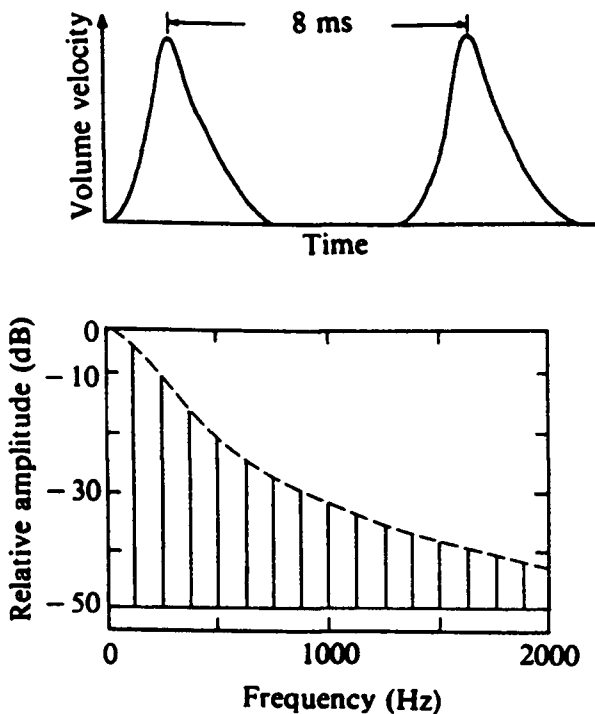 8 ms
Volume velocity
Time
Relative amplitude (dB)
0
– 10
– 30
– 50
0
1000
2000
Frequency (Hz)